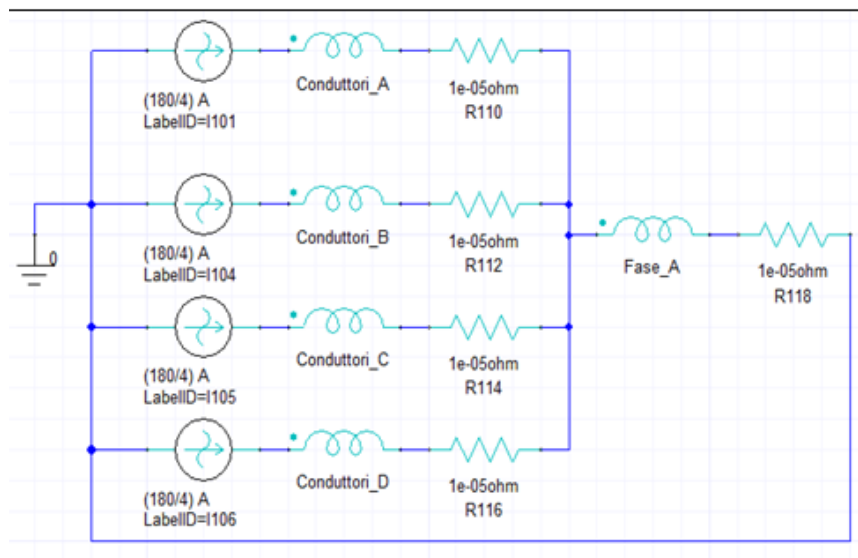 Conduttori_A
(180/4) A
LabelID=I101
1e-05ohm
R110
Conduttori_B
(180/4) A
LabelID=I104
1e-05ohm
R112
0
Fase_A
1e-05ohm
R118
Conduttori_C
(180/4) A
LabelID=I105
1e-05ohm
R114
Conduttori_D
(180/4) A
LabelID=I106
1e-05ohm
R116